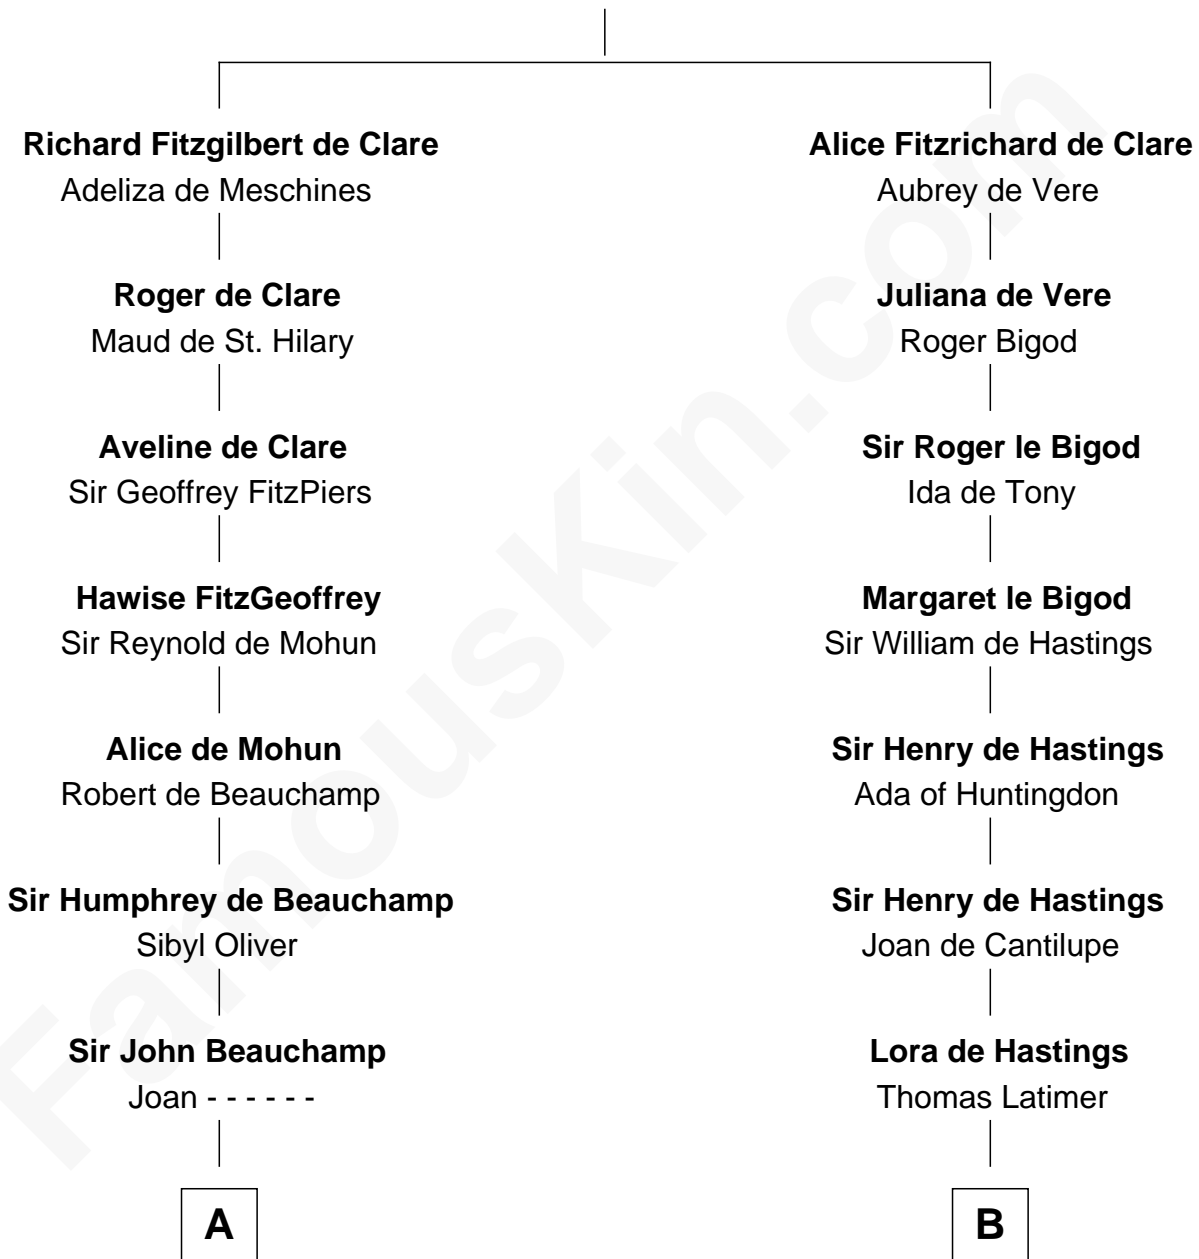 Richard Fitzgilbert de Clare
Adeliza de Meschines
Roger de Clare
Maud de St. Hilary
Aveline de Clare
Sir Geoffrey FitzPiers
Hawise FitzGeoffrey
Sir Reynold de Mohun
Alice de Mohun
Robert de Beauchamp
Sir Humphrey de Beauchamp
Sibyl Oliver
Sir John Beauchamp
Joan - - - - - -
A
Alice Fitzrichard de Clare
Aubrey de Vere
Juliana de Vere
Roger Bigod
Sir Roger le Bigod
Ida de Tony
Margaret le Bigod
Sir William de Hastings
Sir Henry de Hastings
Ada of Huntingdon
Sir Henry de Hastings
Joan de Cantilupe
Lora de Hastings
Thomas Latimer
B
FamousKin.com